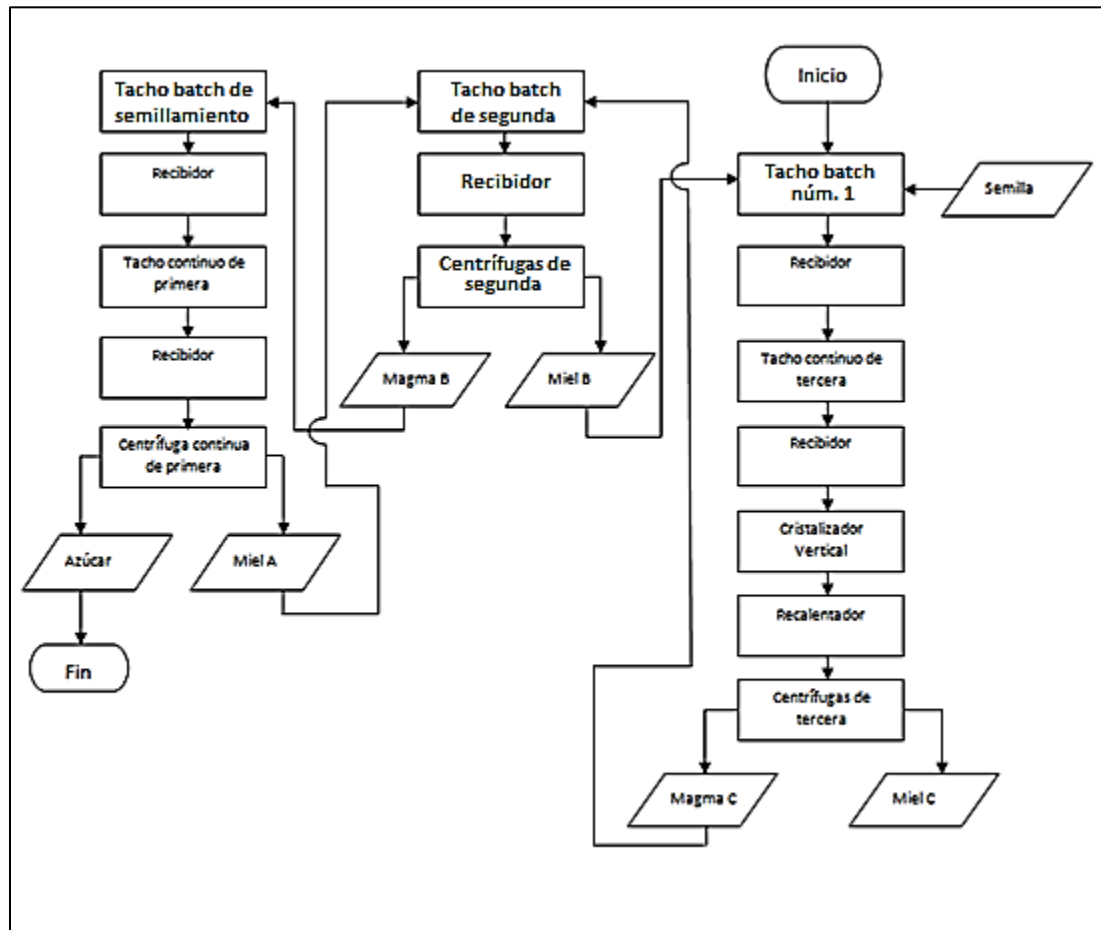 Tacho batch de
semillamiento
Recibidor
Tacho continuo de
primera
Recibidor
Centrífuga continua
de primera
Azúcar
Miel A
Fin
Tacho batch
de segunda
Recibidor
Centrífugas de
segunda
Magma B
Miel B
Inicio
Tacho batch
núm. 1
Semilla
Recibidor
Tacho continuo de
tercera
Recibidor
Cristalizador
Vertical
Recalentador
Centrífugas de
tercera
Magma C
Miel C